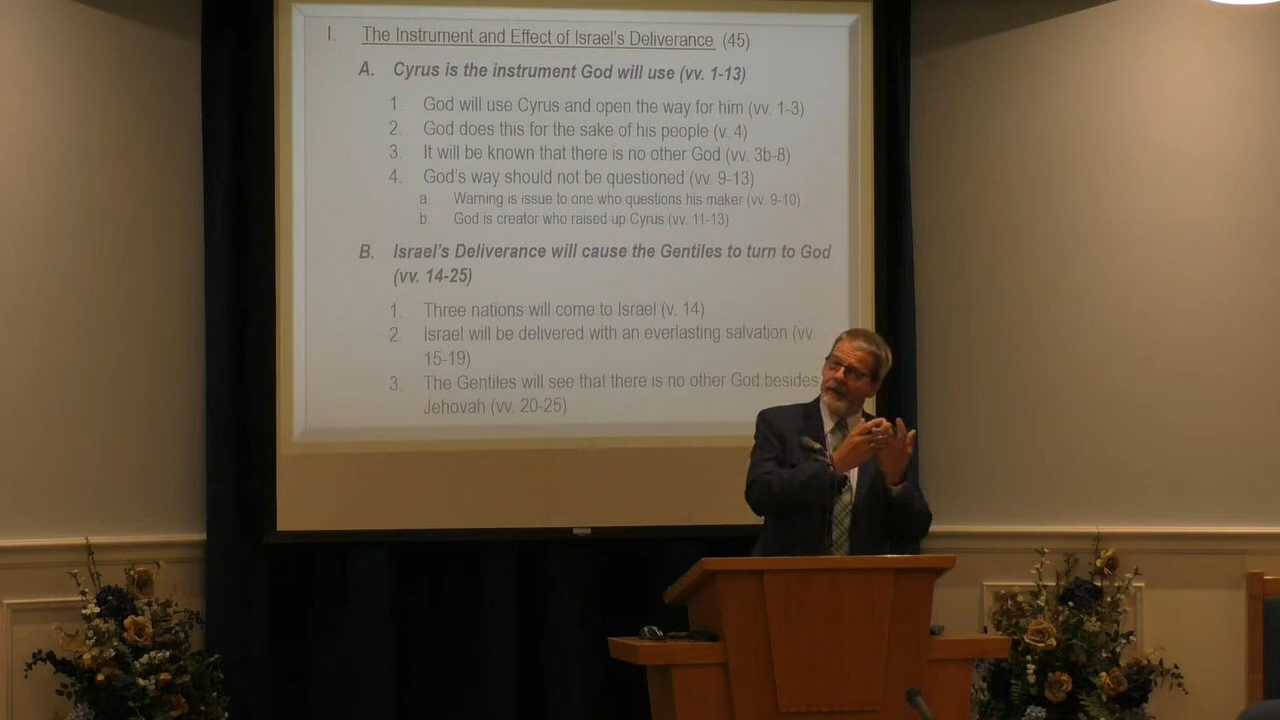 I. The Instrument and Effect of Israel's Deliverance (45)
A. Cyrus is the instrument God will use (vv. 1-13)
1. God will use Cyrus and open the way for him (vv. 1-3)
2. God does this for the sake of his people (v. 4)
3. It will be known that there is no other God (vv. 3b-8)
4. God's way should not be questioned (vv. 9-13)
a. Warning is issue to one who questions his maker (vv. 9-10)
b. God is creator who raised up Cyrus (vv. 11-13)
B. Israel's Deliverance will cause the Gentiles to turn to God
(vv. 14-25)
1. Three nations will come to Israel (v. 14)
2. Israel will be delivered with an everlasting salvation (vv.
15-19)
3. The Gentiles will see that there is no other God besides
Jehovah (vv. 20-25)